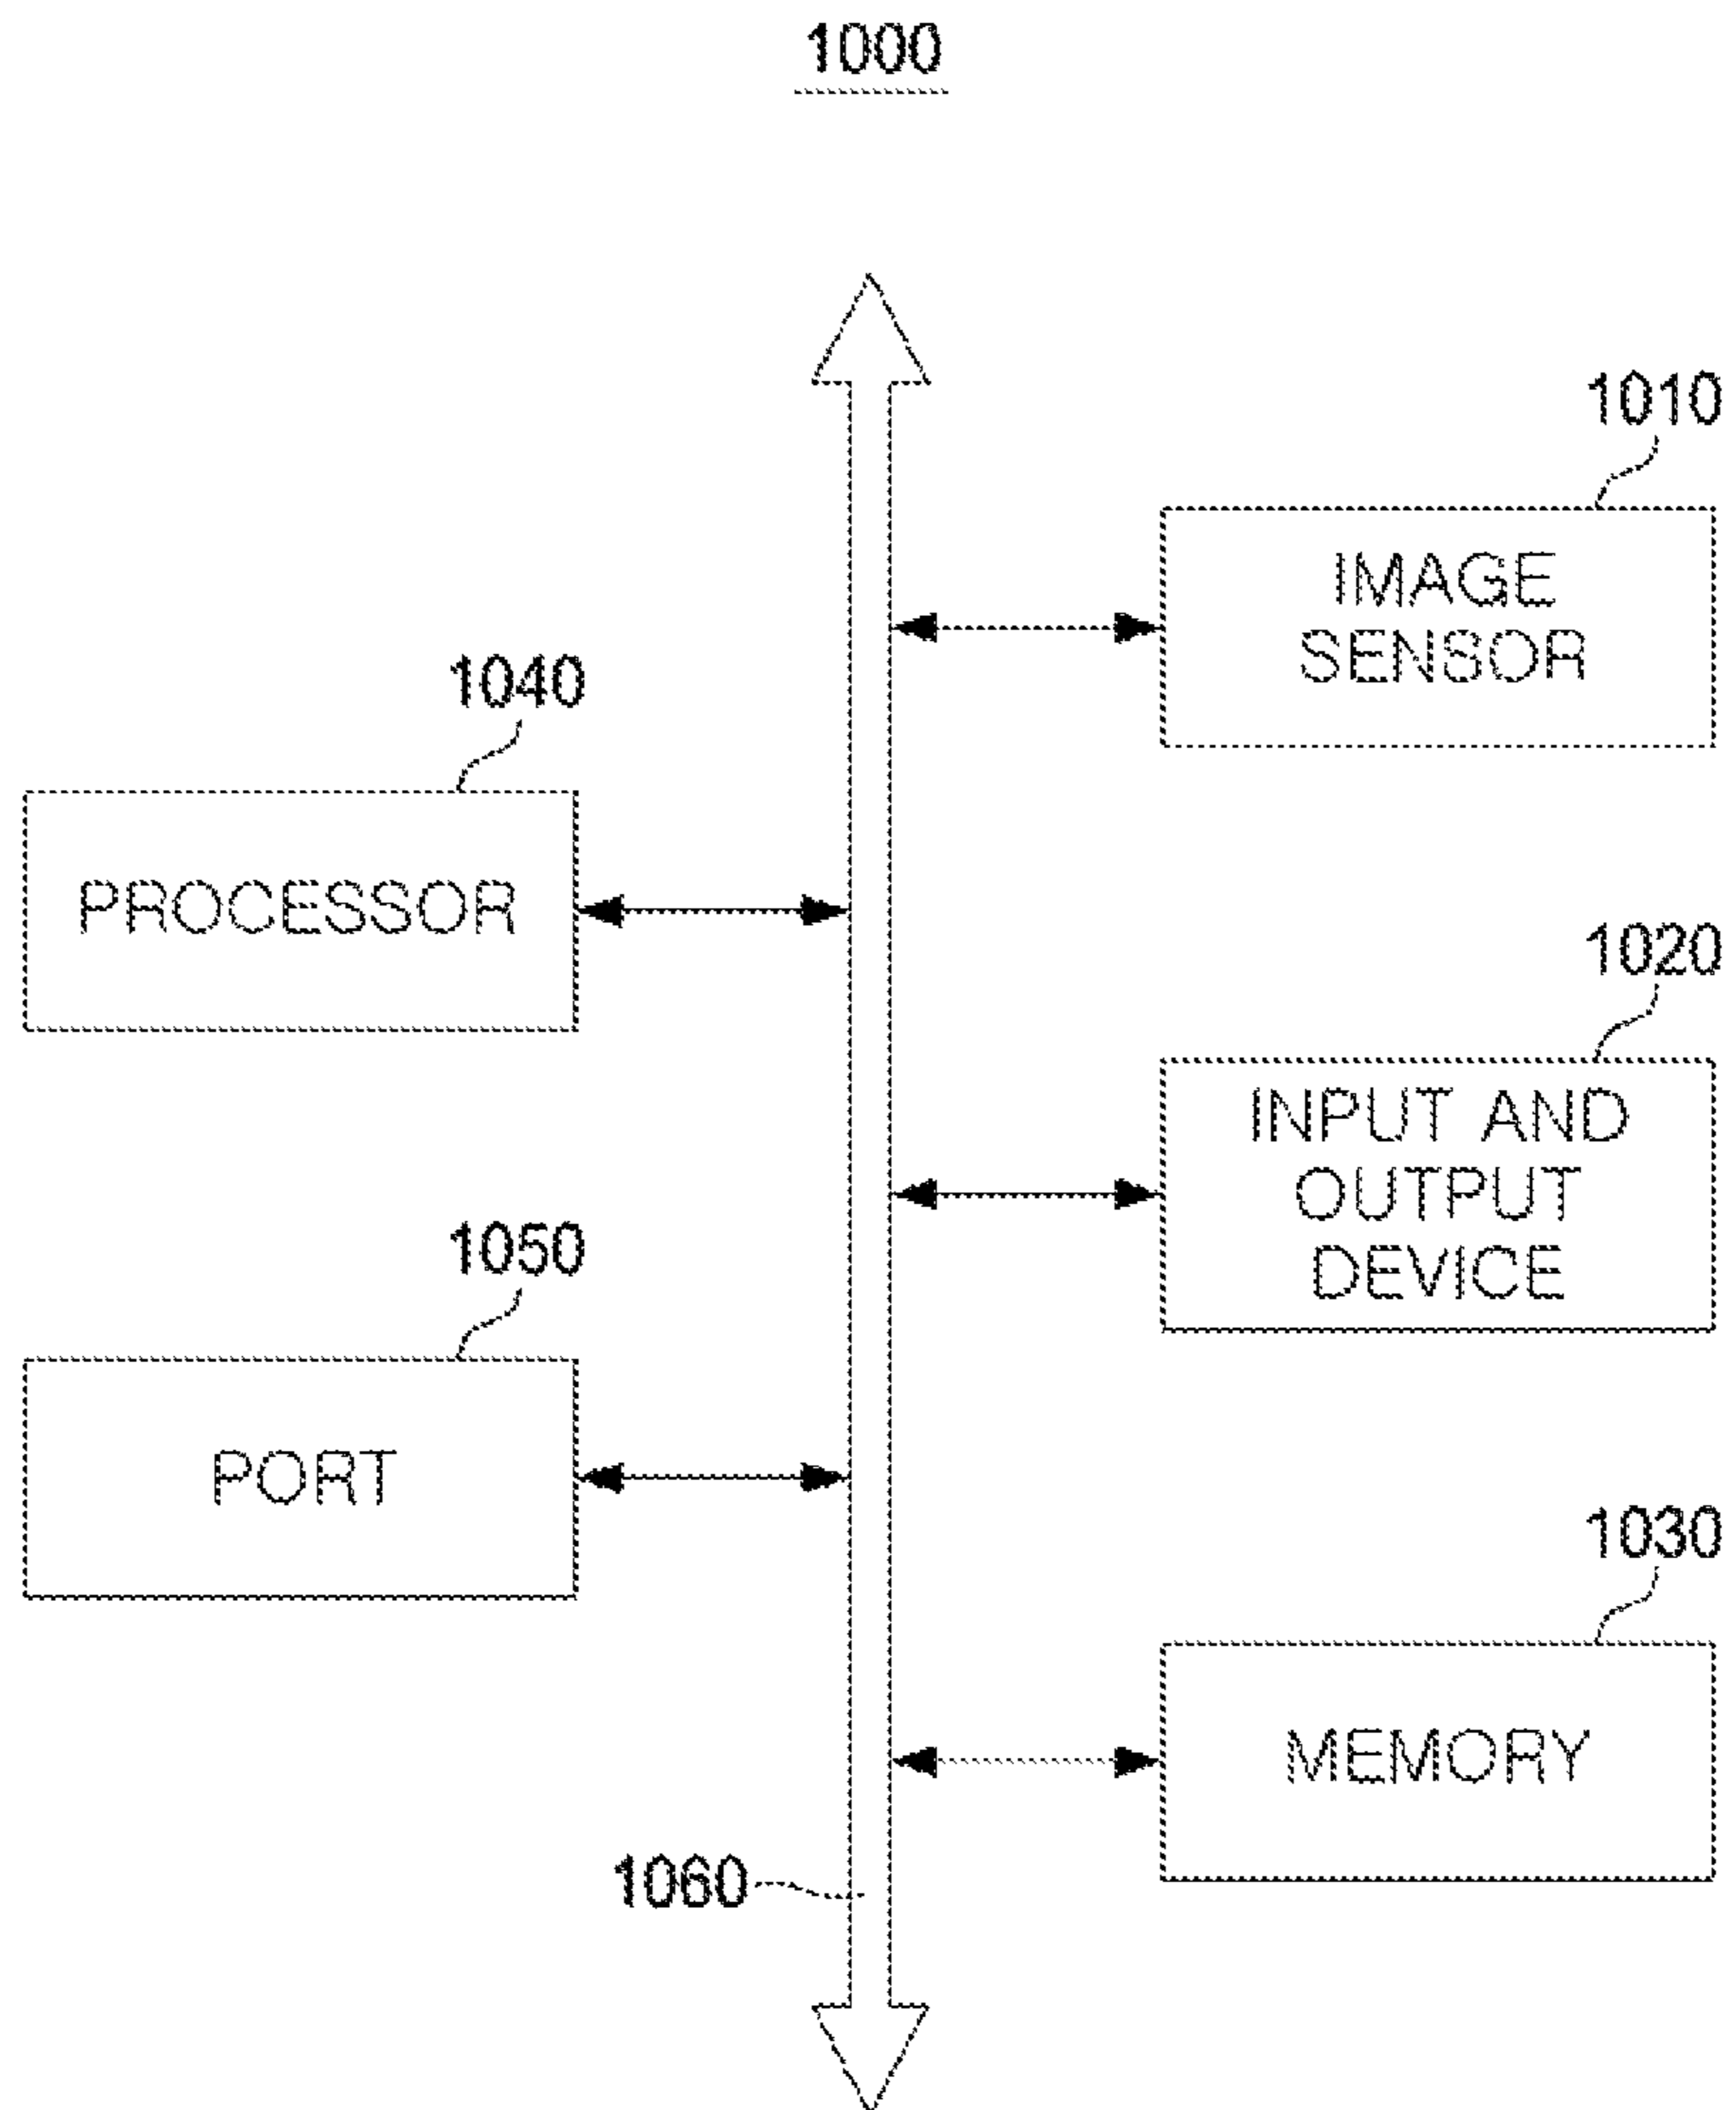 1000
1010
IMAGE
SENSOR
1040
PROCESSOR
1020
INPUT AND
OUTPUT
DEVICE
1050
PORT
1030
MEMORY
1060